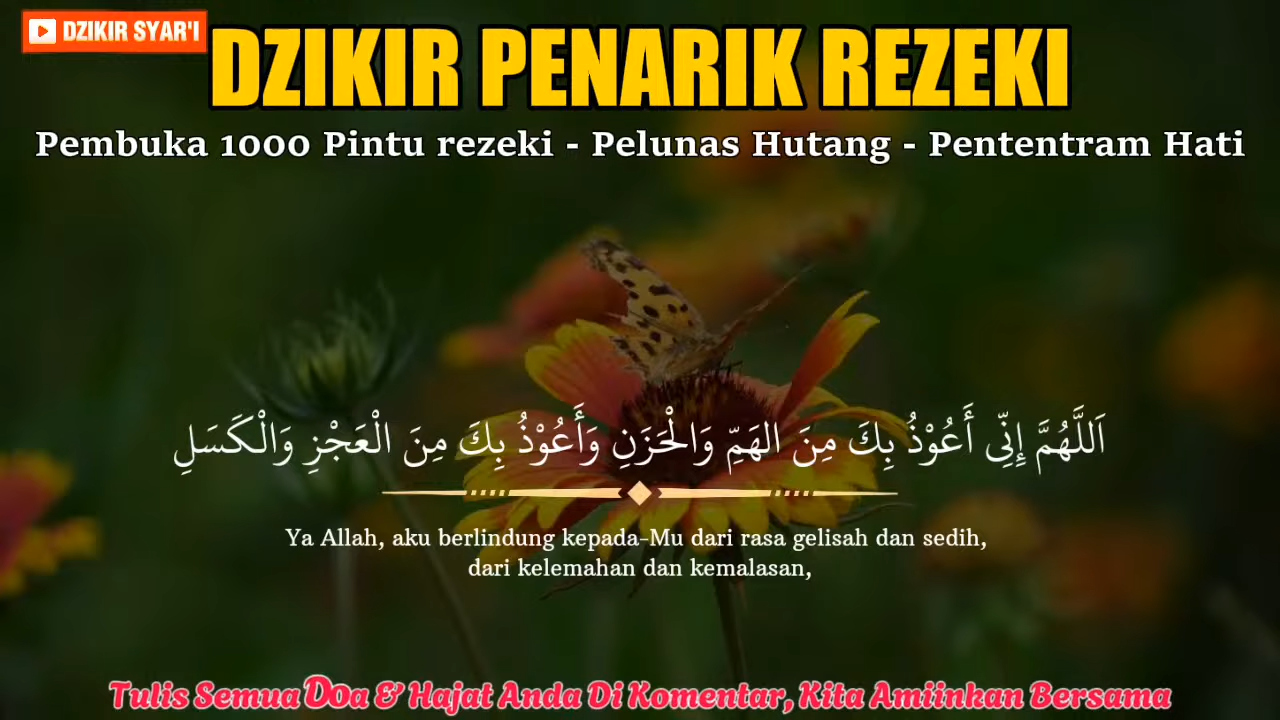 DZIKIR SYAR'I
DZIKIR PENARIK REZEKI
Pembuka 1000 Pintu rezeki - Pelunas Hutang - Pententram Hati
اَللَّهُمَّ إِنِّى أَعُوْذُ بِكَ مِنَ الهَمِّ وَالْحَزَنِ وَأَعُوْذُ بِكَ مِنَ الْعَجْزِ وَالْكَسَلِ
Ya Allah, aku berlindung kepada-Mu dari rasa gelisah dan sedih,
dari kelemahan dan kemalasan,
Tulis Semua Doa & Hajat Anda Di Komentar, Kita Amiinkan Bersama